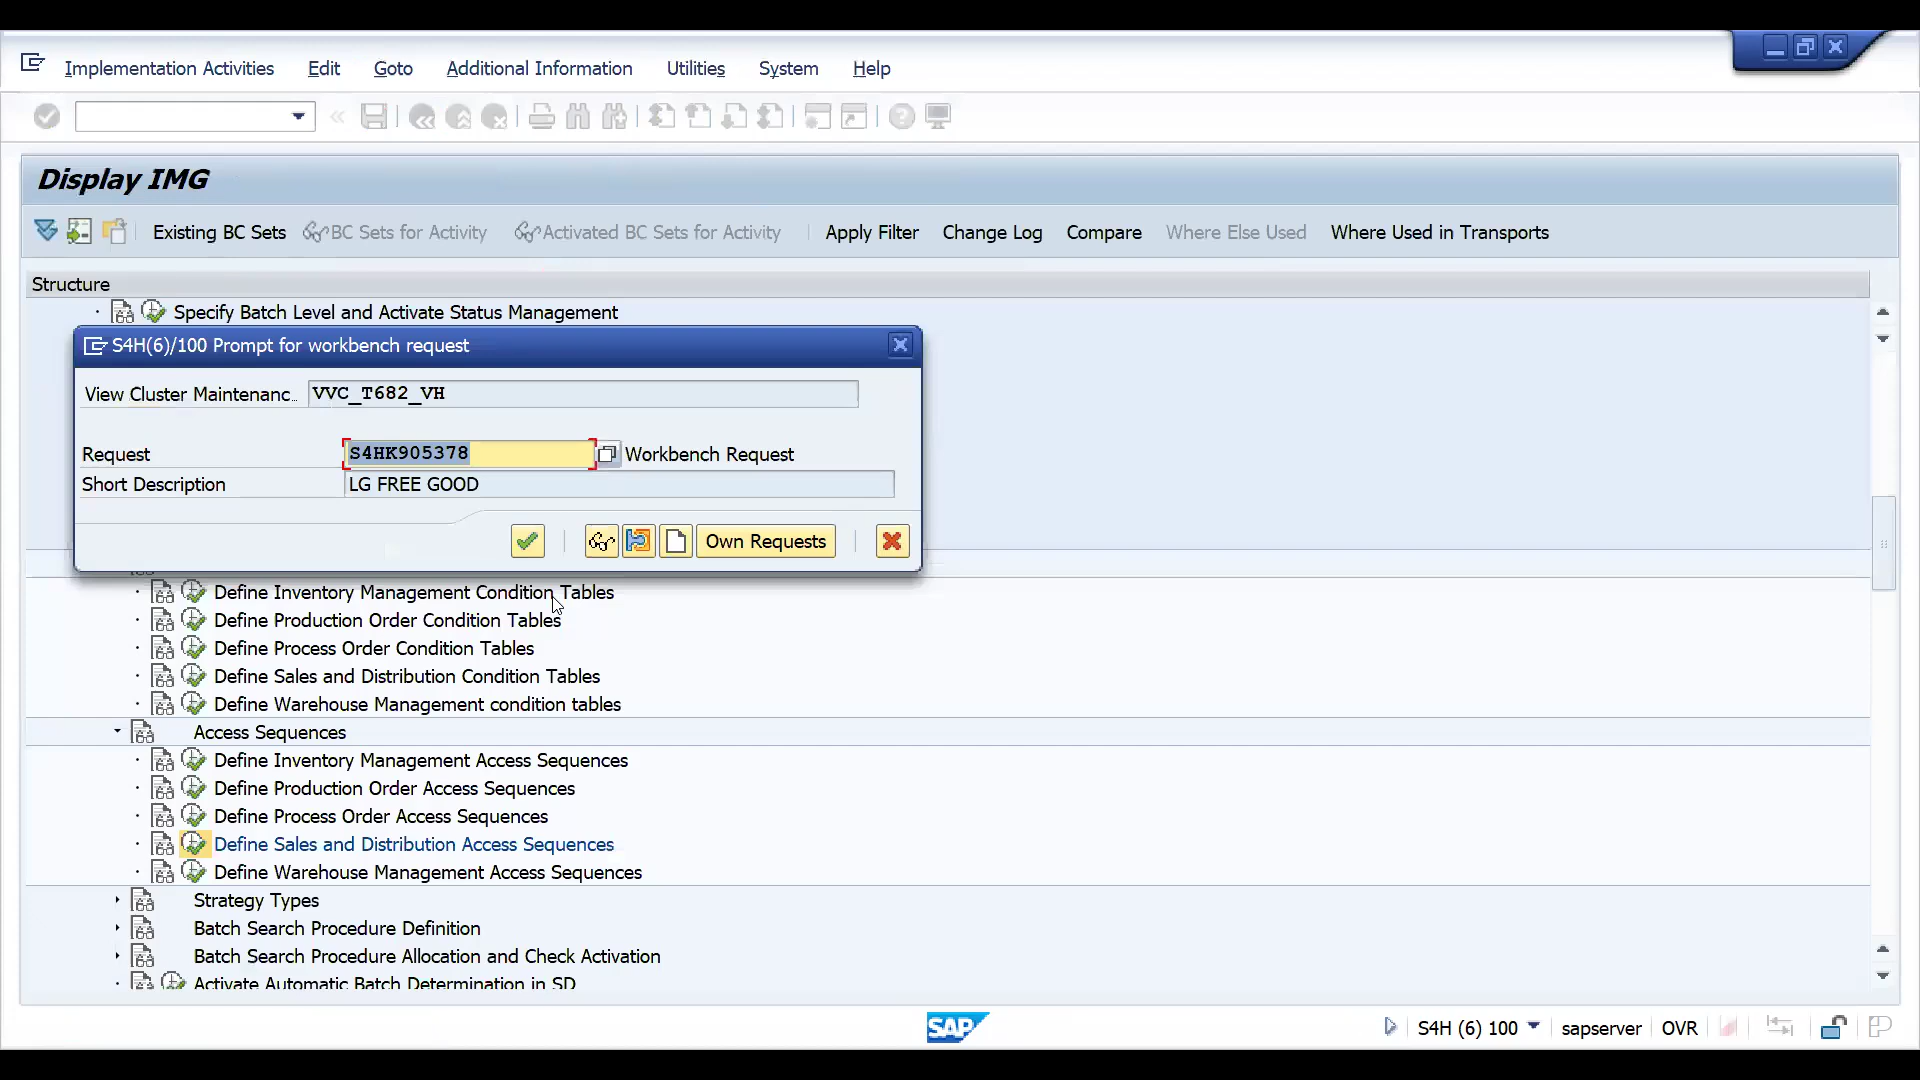 Implementation Activities Edit Goto Additional Information Utilities System Help
Display IMG
Existing BC Sets BC Sets for Activity Activated BC Sets for Activity Apply Filter Change Log Compare Where Else Used Where Used in Transports
Structure
Specify Batch Level and Activate Status Management
S4H(6)/100 Prompt for workbench request
View Cluster Maintenanc… VVC_T682_VH
Request S4HK905378 Workbench Request
Short Description LG FREE GOOD
Own Requests
Define Inventory Management Condition Tables
Define Production Order Condition Tables
Define Process Order Condition Tables
Define Sales and Distribution Condition Tables
Define Warehouse Management condition tables
Access Sequences
Define Inventory Management Access Sequences
Define Production Order Access Sequences
Define Process Order Access Sequences
Define Sales and Distribution Access Sequences
Define Warehouse Management Access Sequences
Strategy Types
Batch Search Procedure Definition
Batch Search Procedure Allocation and Check Activation
Activate Automatic Batch Determination in SD
SAP S4H (6) 100 sapserver OVR